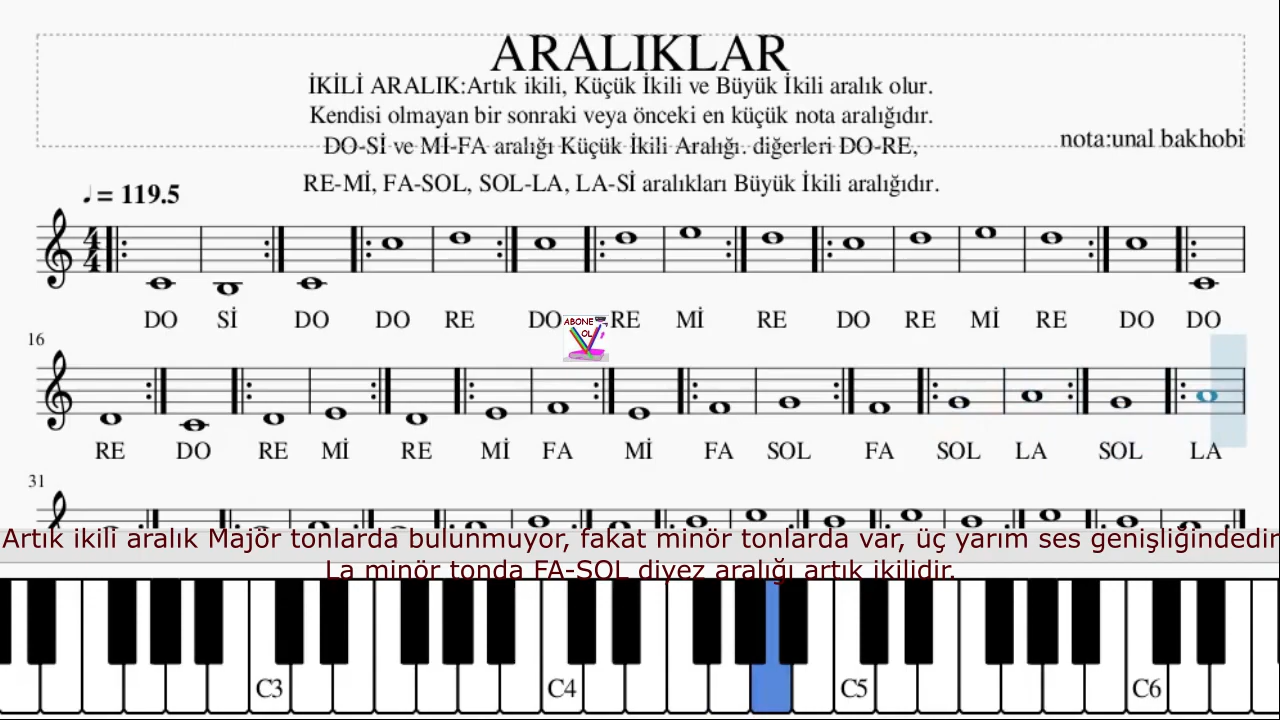 ARALIKLAR
İKİLİ ARALIK:Artık ikili, Küçük İkili ve Büyük İkili aralık olur.
Kendisi olmayan bir sonraki veya önceki en küçük nota aralığıdır.
DO-Sİ ve Mİ-FA aralığı Küçük İkili Aralığı. diğerleri DO-RE,
nota:unal bakhobi
RE-Mİ, FA-SOL, SOL-LA, LA-Sİ aralıkları Büyük İkili aralığıdır.
♩ = 119.5
4
4
DO Sİ DO DO RE DO RE Mİ RE DO RE Mİ RE DO DO
ABONE
OL
16
RE DO RE Mİ RE Mİ FA Mİ FA SOL FA SOL LA SOL LA
31
Artık ikili aralık Majör tonlarda bulunmuyor, fakat minör tonlarda var, üç yarım ses genişliğindedir
La minör tonda FA-SOL diyez aralığı artık ikilidir.
C3 C4 C5 C6